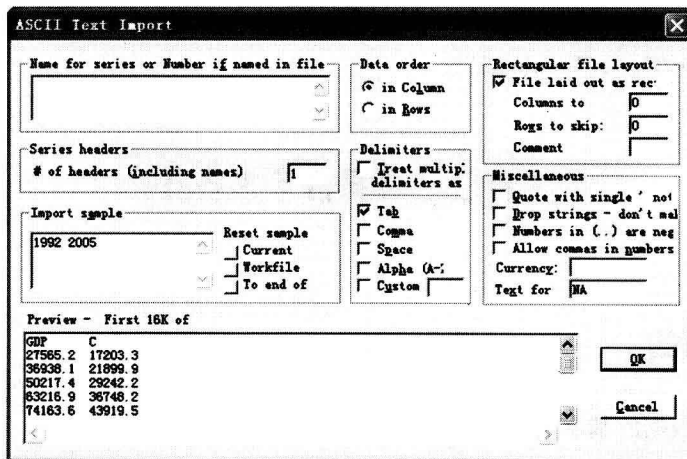 ASCII Text Import
Name for series or Number if named in file
Data order
in Column
in Rows
Rectangular file layout
File laid out as rec
Columns to 0
Rows to skip: 0
Comment
Series headers
# of headers (including names) 1
Delimiters
Treat multip
delimiters as
Tab
Comma
Space
Alpha (A-
Custom
Miscellaneous
Quote with single ' not
Drop strings - don't mal
Numbers in (..) are neg
Allow commas in numbers
Currency:
Text for NA
Import sample
1992 2005
Reset sample
Current
Workfile
To end of
Preview - First 16K of
GDP C
27565.2 17203.3
36938.1 21899.9
50217.4 29242.2
63216.9 36748.2
74163.6 43919.5
OK
Cancel